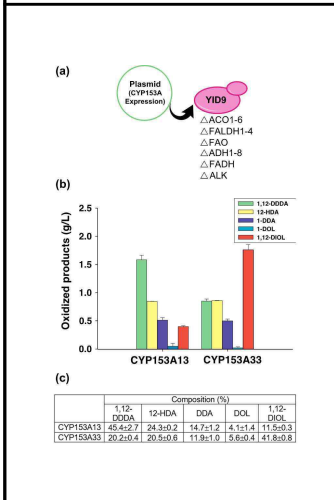 (a)
Plasmid
(CYP153A
Expression)
YID9
△ACO1-6
△FALDH1-4
△FAO
△ADH1-8
△FADH
△ALK
(b)
Oxidized products (g/L)
2.5
2.0
1.5
1.0
0.5
0.0
1,12-DDDA
12-HDA
1-DDA
1-DOL
1,12-DIOL
CYP153A13 CYP153A33
(c)
Composition (%)
1,12-DDDA 12-HDA DDA DOL 1,12-DIOL
CYP153A13 45.4±2.7 24.3±0.2 14.7±1.2 4.1±1.4 11.5±0.3
CYP153A33 20.2±0.4 20.5±0.6 11.9±1.0 5.6±0.4 41.8±0.8